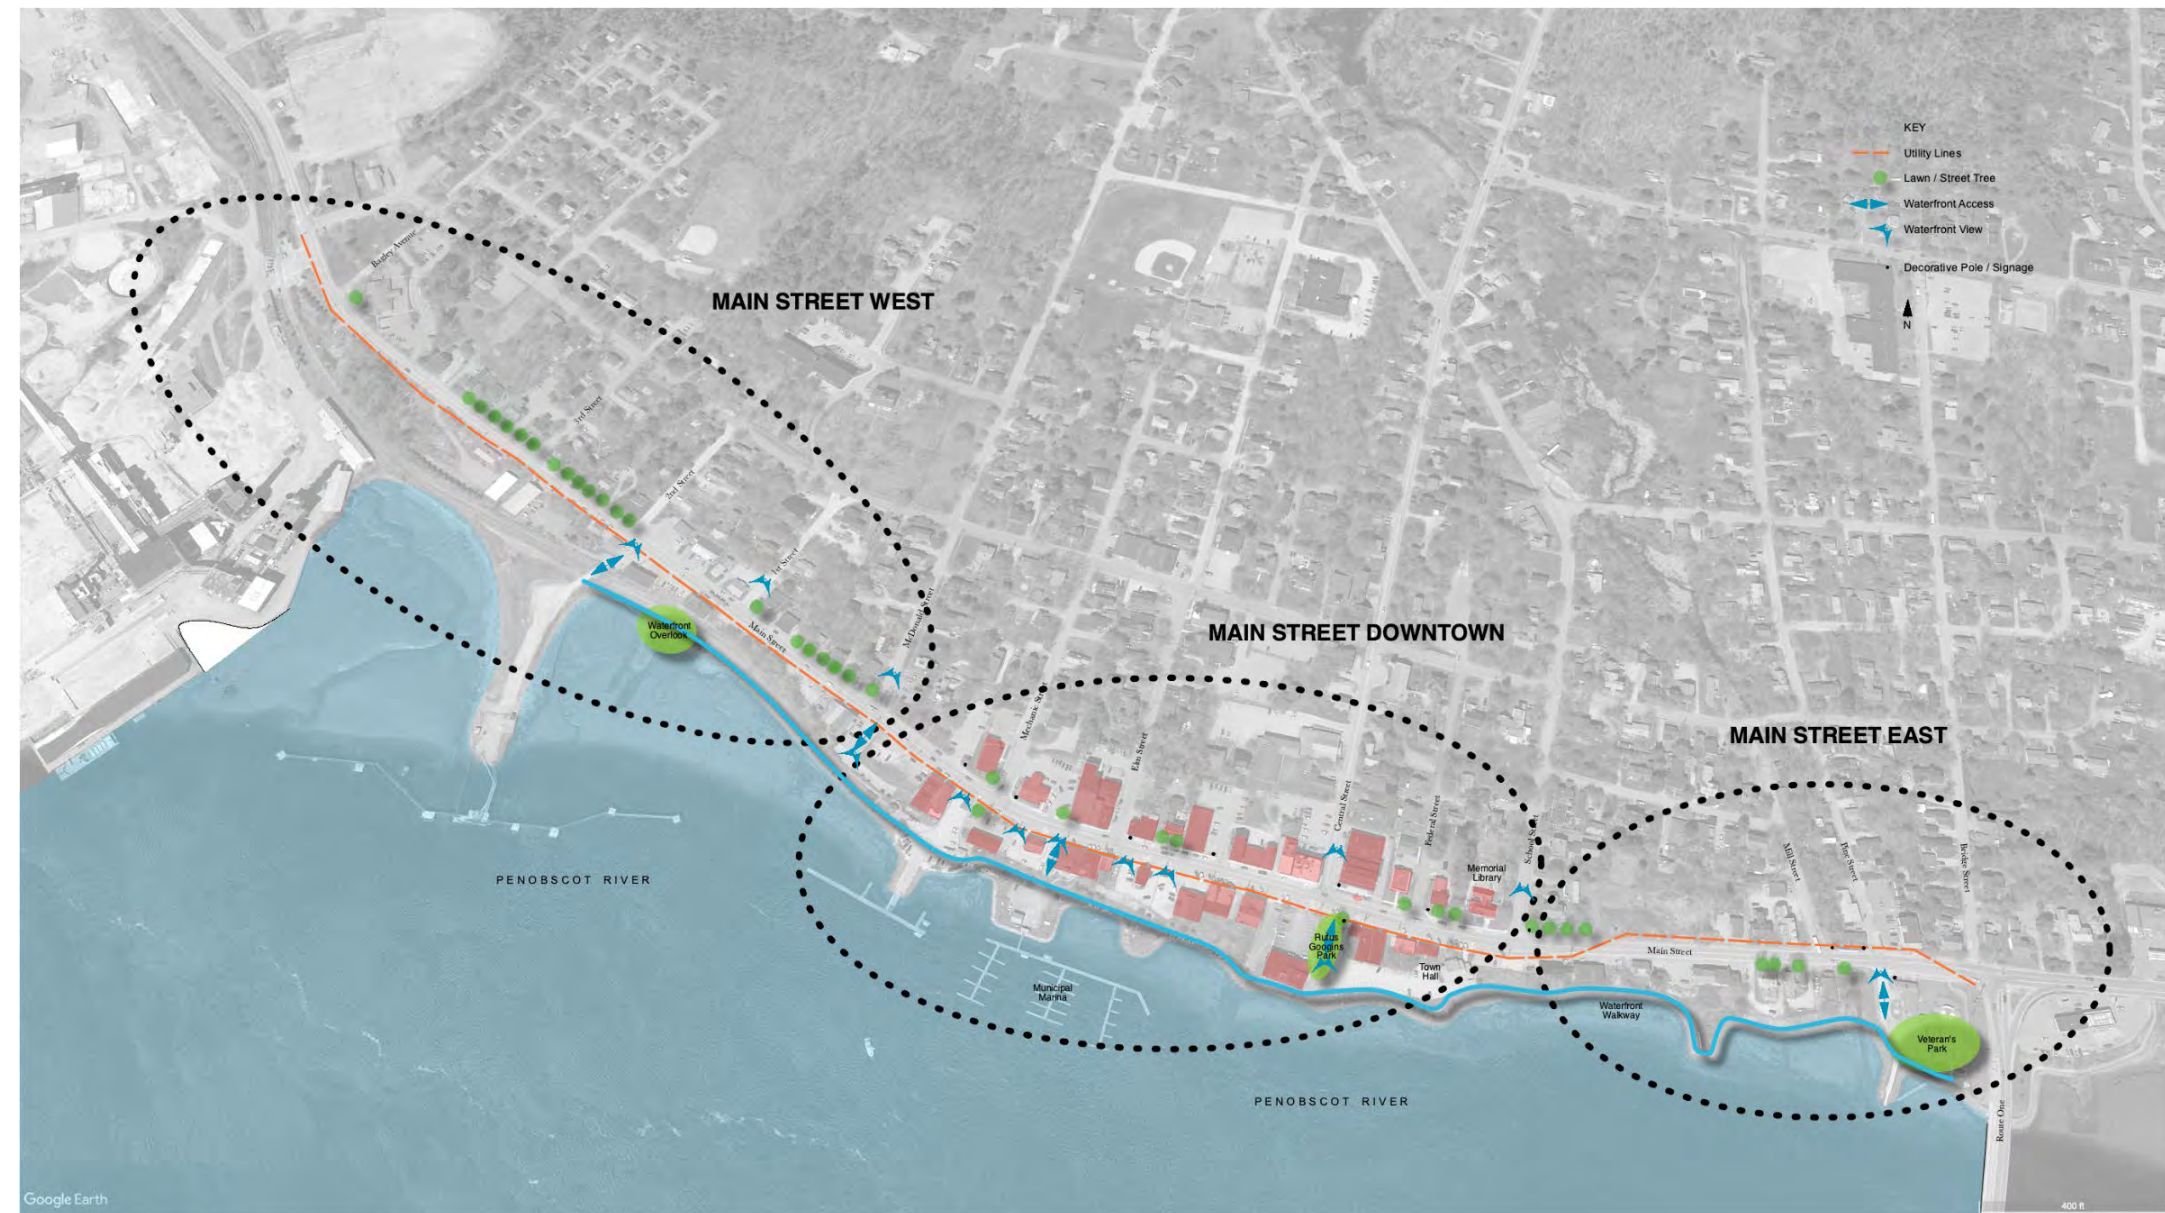 KEY
Utility Lines
Lawn / Street Tree
Waterfront Access
Waterfront View
Decorative Pole / Signage
N
Bagley Avenue
MAIN STREET WEST
3rd Street
2nd Street
1st Street
McDonald Street
Waterfront
Overlook
Main Street
MAIN STREET DOWNTOWN
Mechanic Street
Elm Street
Central Street
Federal Street
School Street
MAIN STREET EAST
Mill Street
Pine Street
Bridge Street
Memorial
Library
PENOBSCOT RIVER
Rufus
Googins
Park
Town
Hall
Main Street
Municipal
Marina
Waterfront
Walkway
Veteran's
Park
PENOBSCOT RIVER
Route One
Google Earth
400 ft